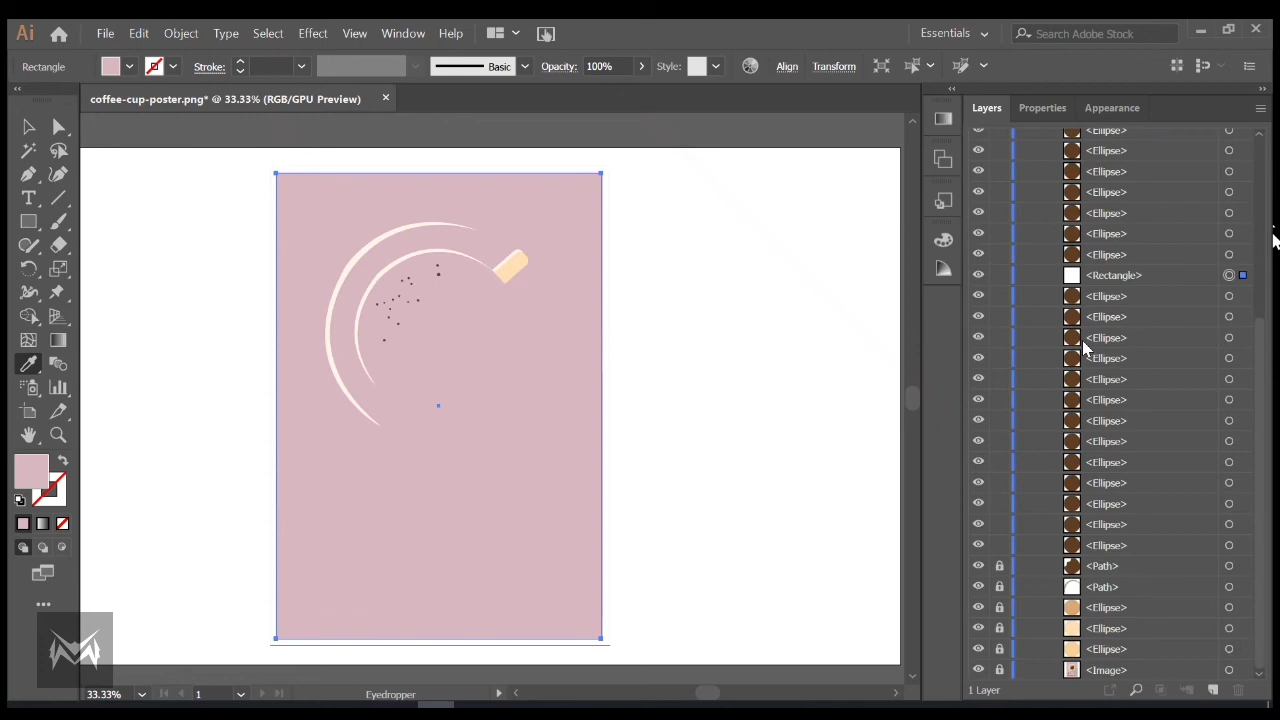 Ai File Edit Object Type Select Effect View Window Help Essentials Search Adobe Stock
Rectangle Stroke: Basic Opacity: 100% Style: Align Transform
coffee-cup-poster.png* @ 33.33% (RGB/GPU Preview)
Layers Properties Appearance
<Ellipse>
<Ellipse>
<Ellipse>
<Ellipse>
<Ellipse>
<Ellipse>
<Ellipse>
<Rectangle>
<Ellipse>
<Ellipse>
<Ellipse>
<Ellipse>
<Ellipse>
<Ellipse>
<Ellipse>
<Ellipse>
<Ellipse>
<Ellipse>
<Ellipse>
<Ellipse>
<Ellipse>
<Path>
<Path>
<Ellipse>
<Ellipse>
<Ellipse>
<Image>
33.33% 1 Eyedropper 1 Layer